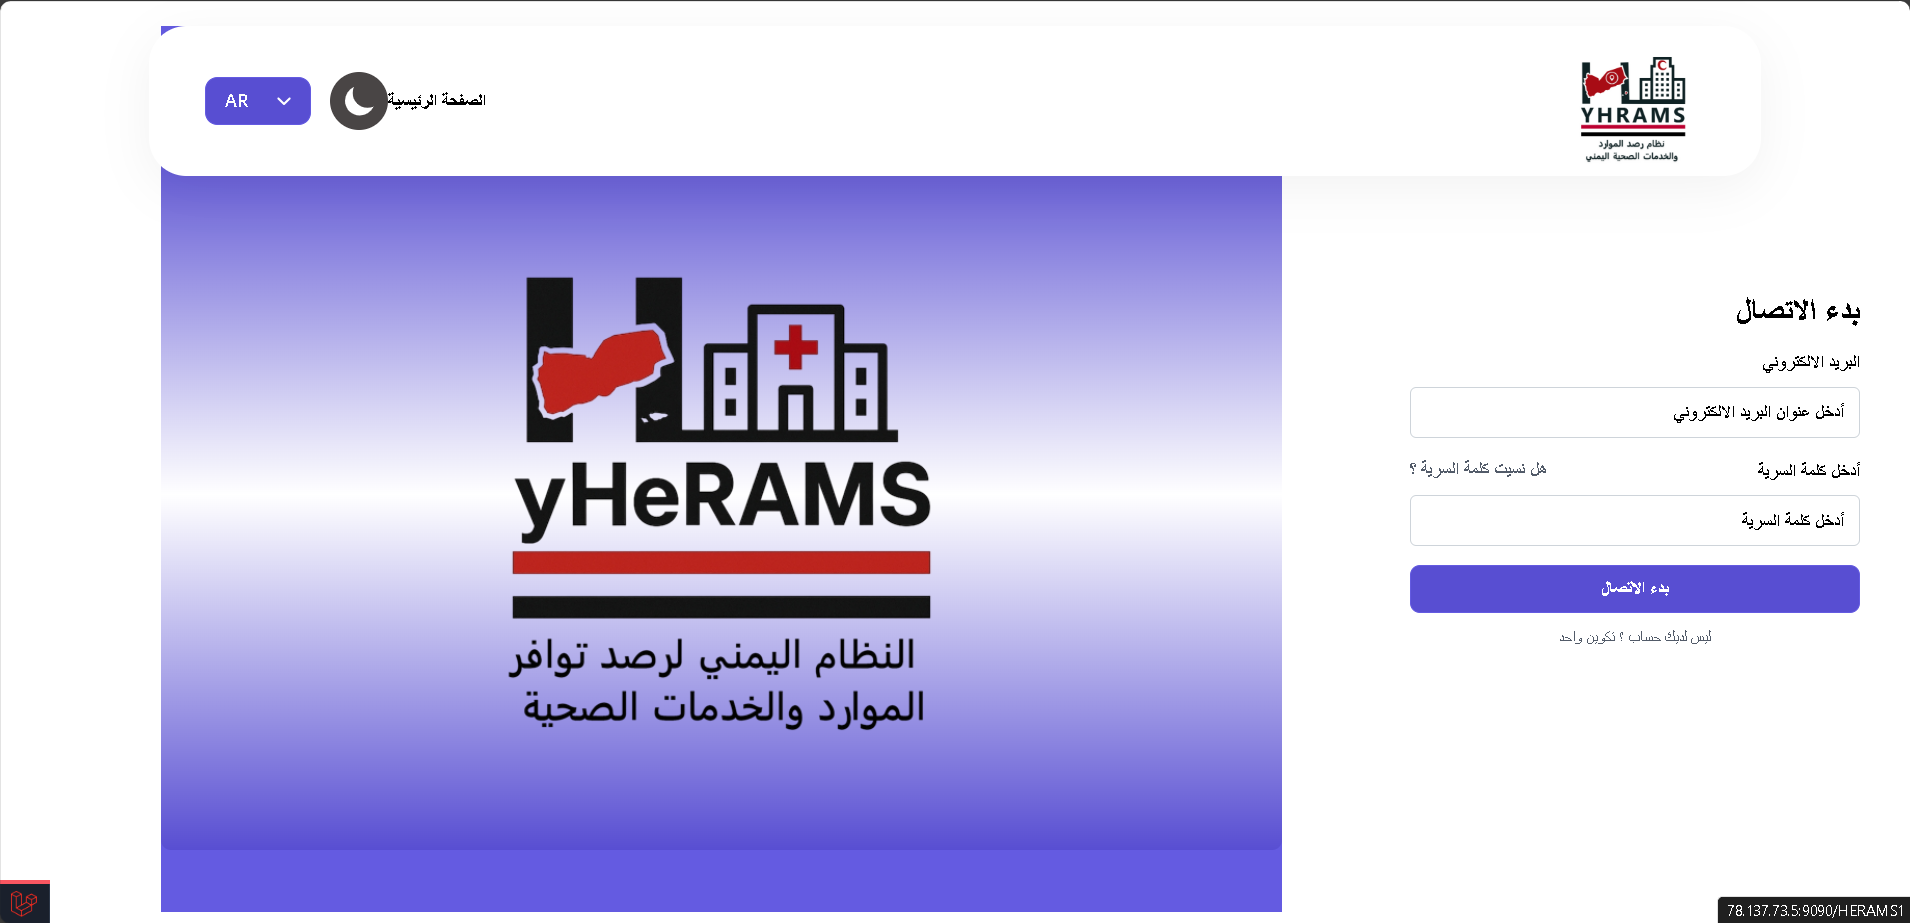 YHRAMS
نظام رصد الموارد
والخدمات الصحية اليمني
الصفحة الرئيسية
AR
yHeRAMS
النظام اليمني لرصد توافر
الموارد والخدمات الصحية
بدء الاتصال
البريد الالكتروني
أدخل عنوان البريد الالكتروني
أدخل كلمة السرية
هل نسيت كلمة السرية ؟
أدخل كلمة السرية
بدء الاتصال
ليس لديك حساب ؟ تكوين واحد
78.137.73.5:9090/HERAMS1